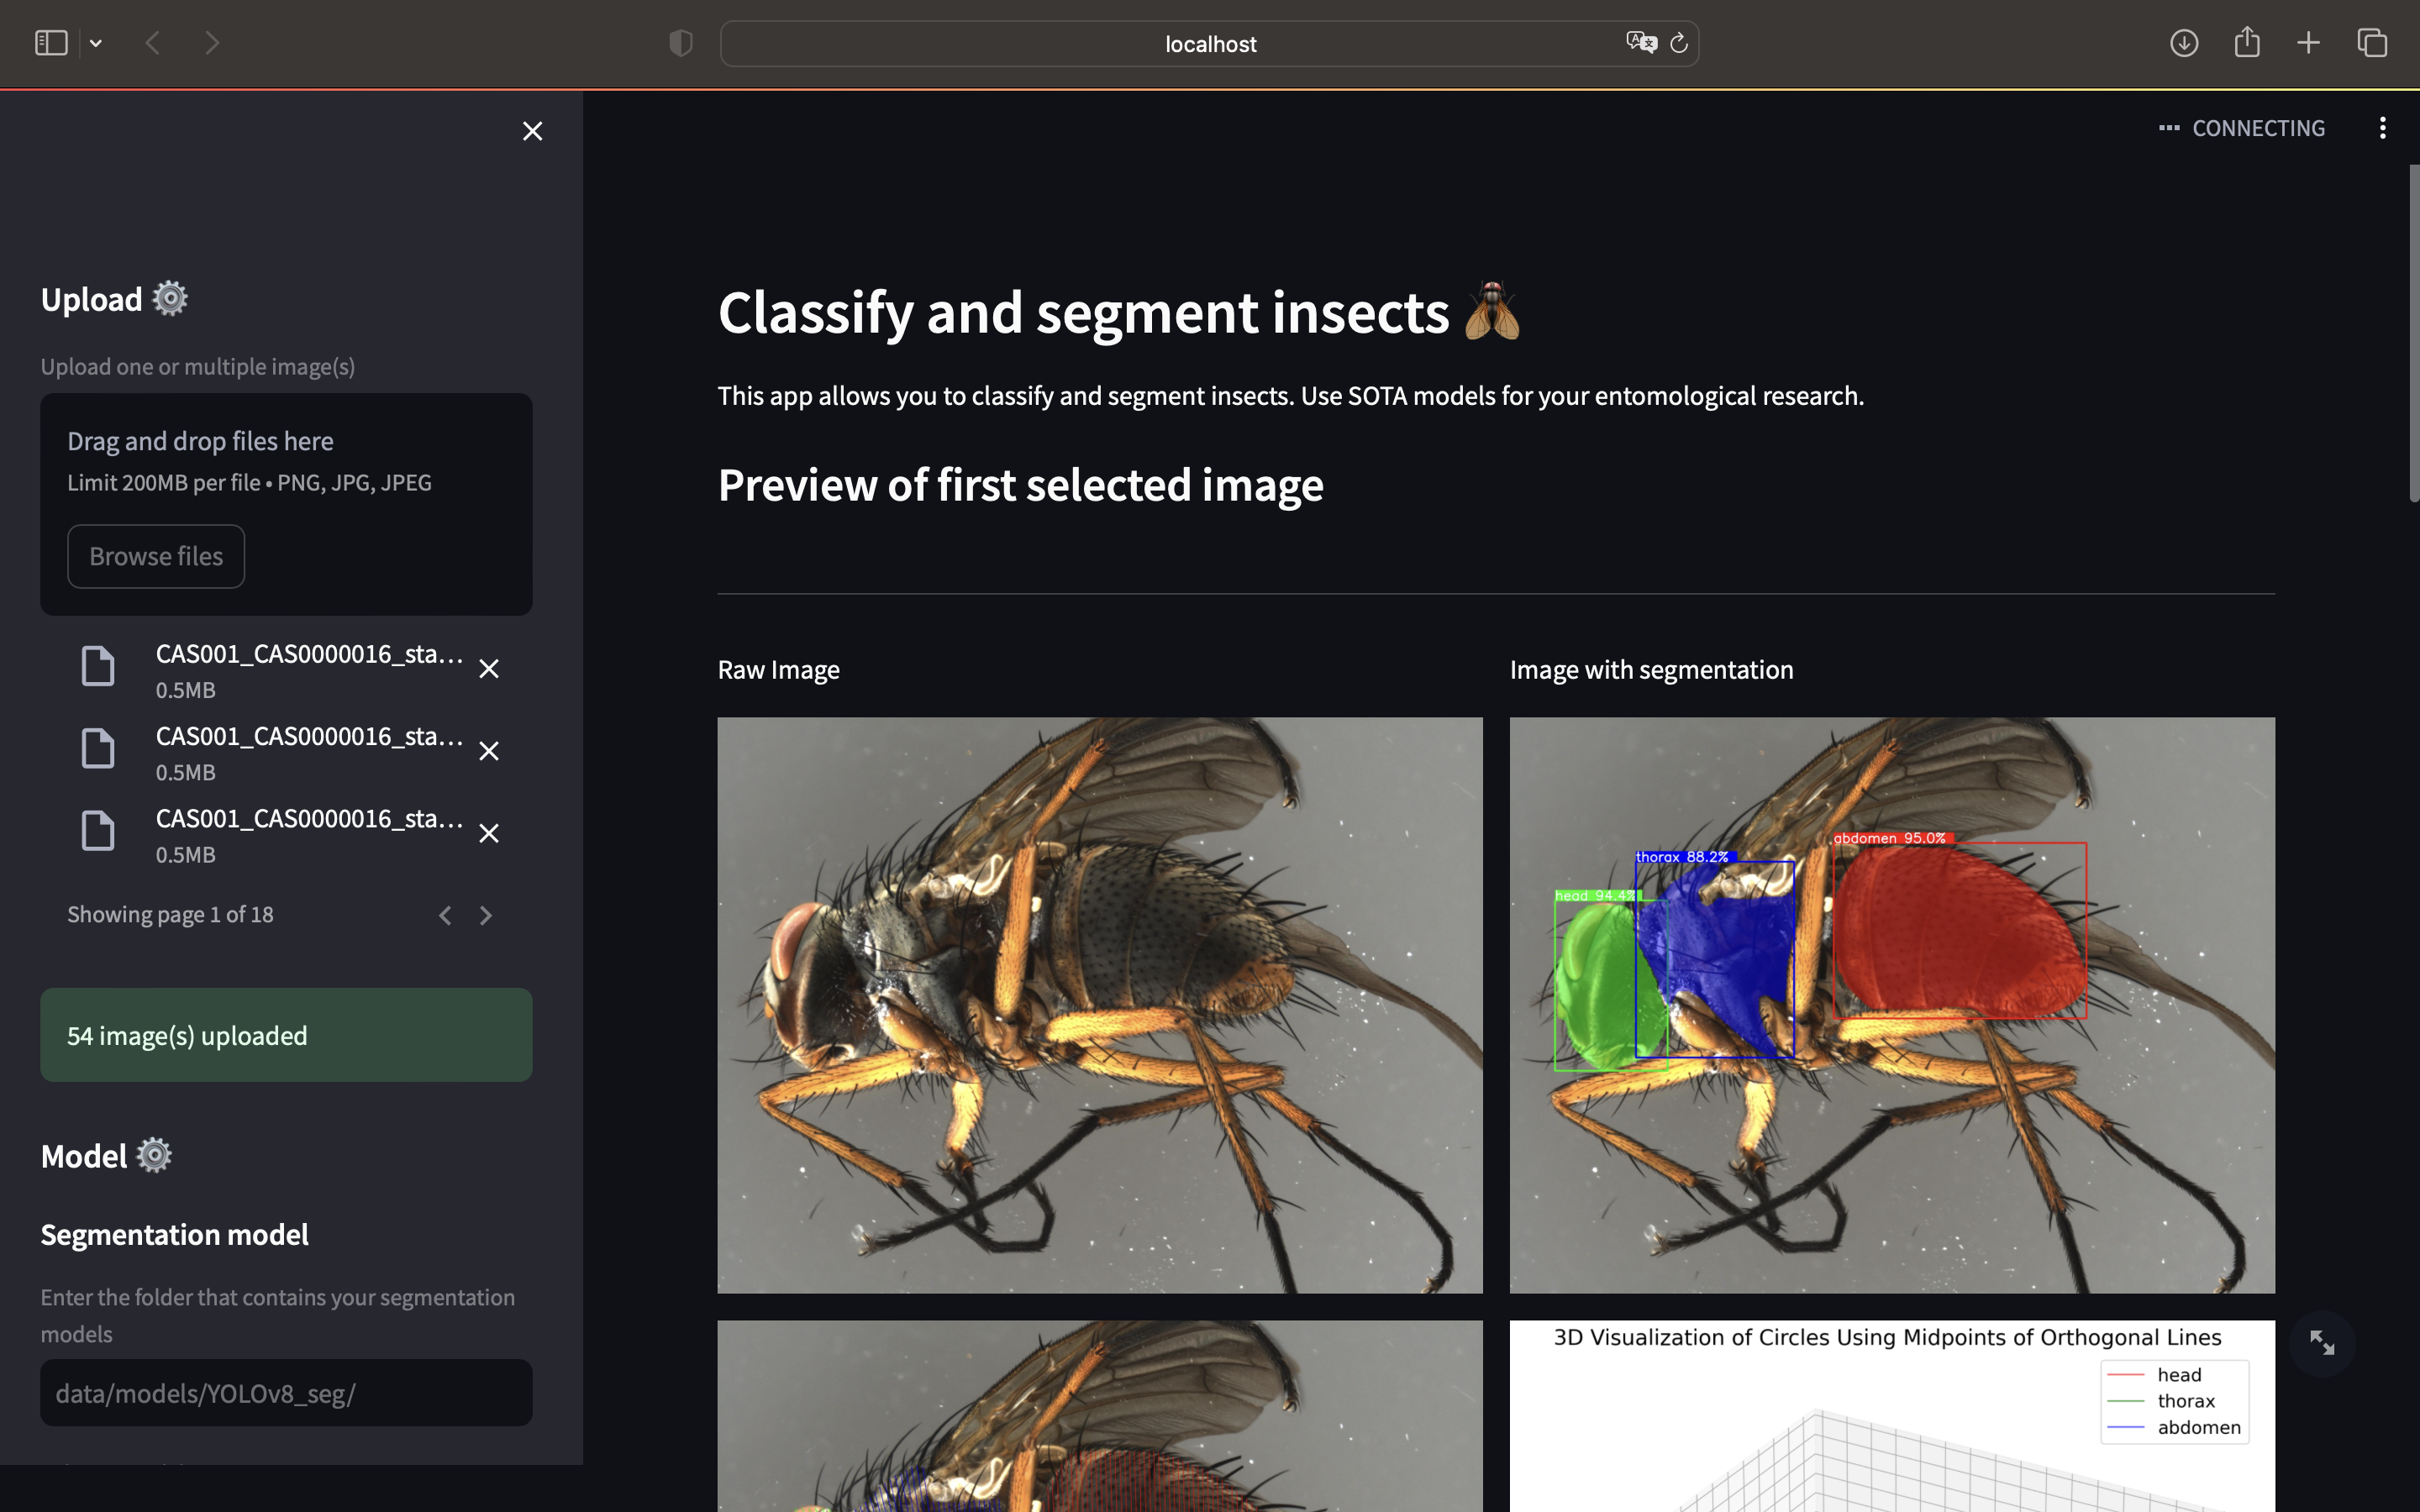 localhost
CONNECTING
Upload
Upload one or multiple image(s)
Drag and drop files here
Limit 200MB per file • PNG, JPG, JPEG
Browse files
CAS001_CAS0000016_sta...
0.5MB
CAS001_CAS0000016_sta...
0.5MB
CAS001_CAS0000016_sta...
0.5MB
Showing page 1 of 18
54 image(s) uploaded
Model
Segmentation model
Enter the folder that contains your segmentation
models
data/models/YOLOv8_seg/
Classify and segment insects
This app allows you to classify and segment insects. Use SOTA models for your entomological research.
Preview of first selected image
Raw Image
Image with segmentation
abdomen 95.0%
thorax 88.2%
head 94.4%
3D Visualization of Circles Using Midpoints of Orthogonal Lines
head
thorax
abdomen